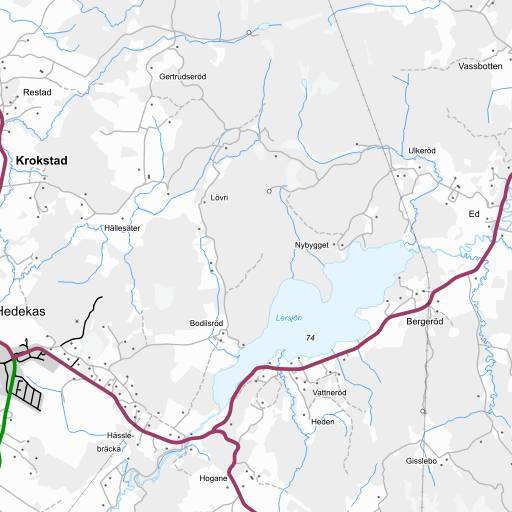 Vassbotten
Gertrudseröd
Restad
Ulkeröd
Krokstad
Lövri
Ed
Hällesäter
Nybygget
Hedekas
Lersjön
Bodilsröd
Bergeröd
74
Vattneröd
Heden
Hässle-
bräcka
Gisslebo
Hogane